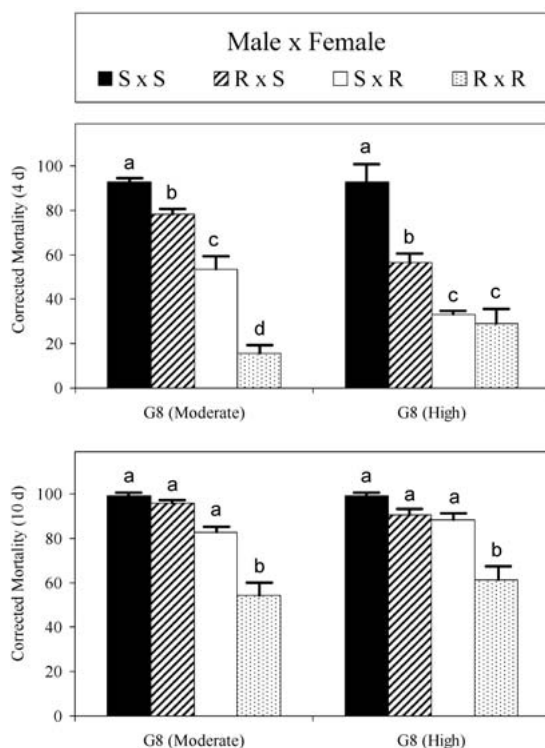 Male x Female
S x S R x S S x R R x R
Corrected Mortality (4 d)
100
80
60
40
20
0
a
b
c
d
a
b
c
c
G8 (Moderate) G8 (High)
Corrected Mortality (10 d)
100
80
60
40
20
0
a
a
a
b
a
a
a
b
G8 (Moderate) G8 (High)